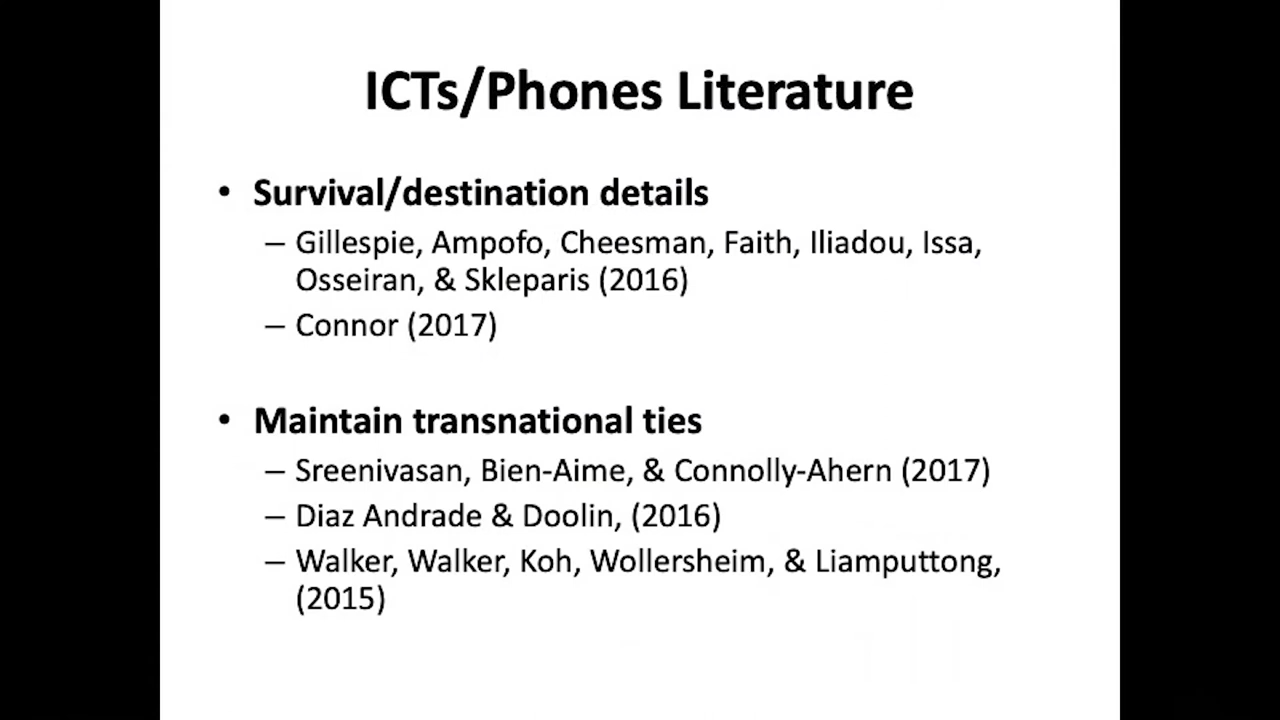 ICTs/Phones Literature
• Survival/destination details
– Gillespie, Ampofo, Cheesman, Faith, Iliadou, Issa,
Osseiran, & Skleparis (2016)
– Connor (2017)
• Maintain transnational ties
– Sreenivasan, Bien-Aime, & Connolly-Ahern (2017)
– Diaz Andrade & Doolin, (2016)
– Walker, Walker, Koh, Wollersheim, & Liamputtong,
(2015)